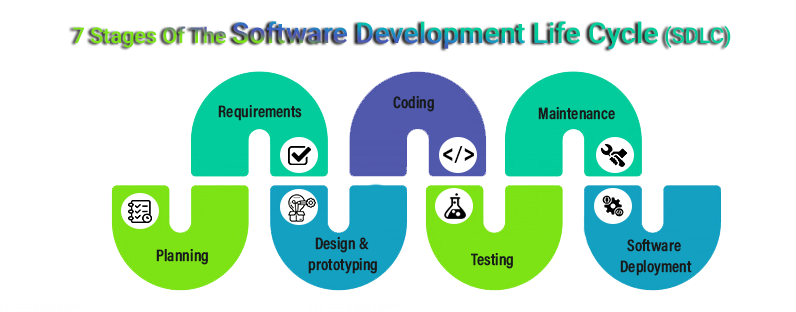 7 Stages Of The Software Development Life Cycle (SDLC)
Requirements
Coding
Maintenance
</>
Planning
Design &
prototyping
Testing
Software
Deployment